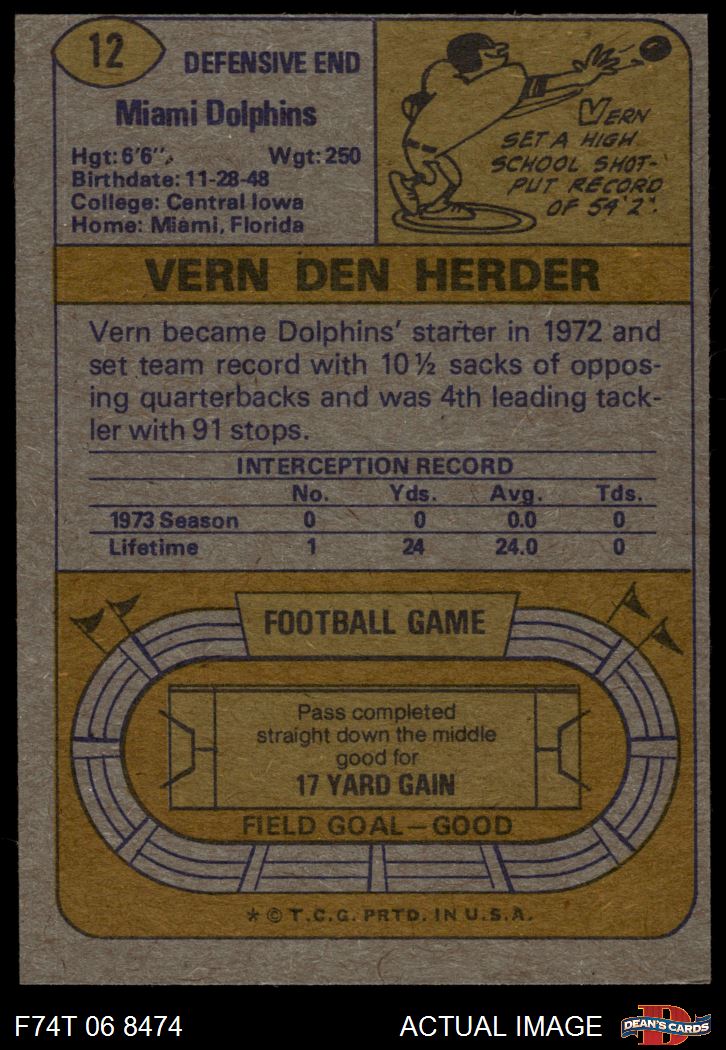 12
DEFENSIVE END
Miami Dolphins
Hgt: 6'6" Wgt: 250
Birthdate: 11-28-48
College: Central Iowa
Home: Miami, Florida
VERN
SET A HIGH
SCHOOL SHOT-
PUT RECORD
OF 54'2".
VERN DEN HERDER
Vern became Dolphins' starter in 1972 and
set team record with 10½ sacks of oppos-
ing quarterbacks and was 4th leading tack-
ler with 91 stops.
INTERCEPTION RECORD
No. Yds. Avg. Tds.
1973 Season 0 0 0.0 0
Lifetime 1 24 24.0 0
FOOTBALL GAME
Pass completed
straight down the middle
good for
17 YARD GAIN
FIELD GOAL—GOOD
* © T.C.G. PRTD. IN U.S.A.
F74T 06 8474 ACTUAL IMAGE
D
DEAN'S CARDS